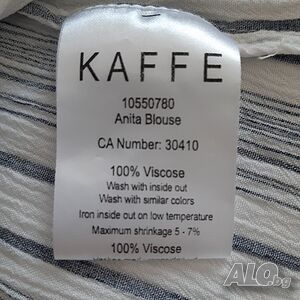 KAFFE
10550780
Anita Blouse
CA Number: 30410
100% Viscose
Wash with inside out
Wash with similar colors
Iron inside out on low temperature
Maximum shrinkage 5 - 7%
100% Viscose
ALO.bg